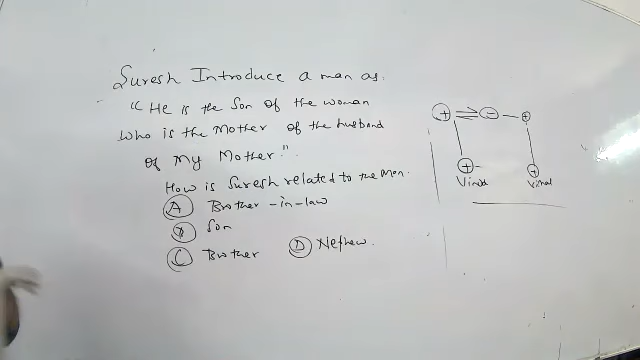 Suresh Introduce a man as.
"He is the Son of the woman
who is the Mother of the husband
of My Mother".
How is Suresh related to the Man.
A Brother-in-law
B Son
C Brother
D Nephew.
+ = - - +
+ -
Vinod
+
Vishal